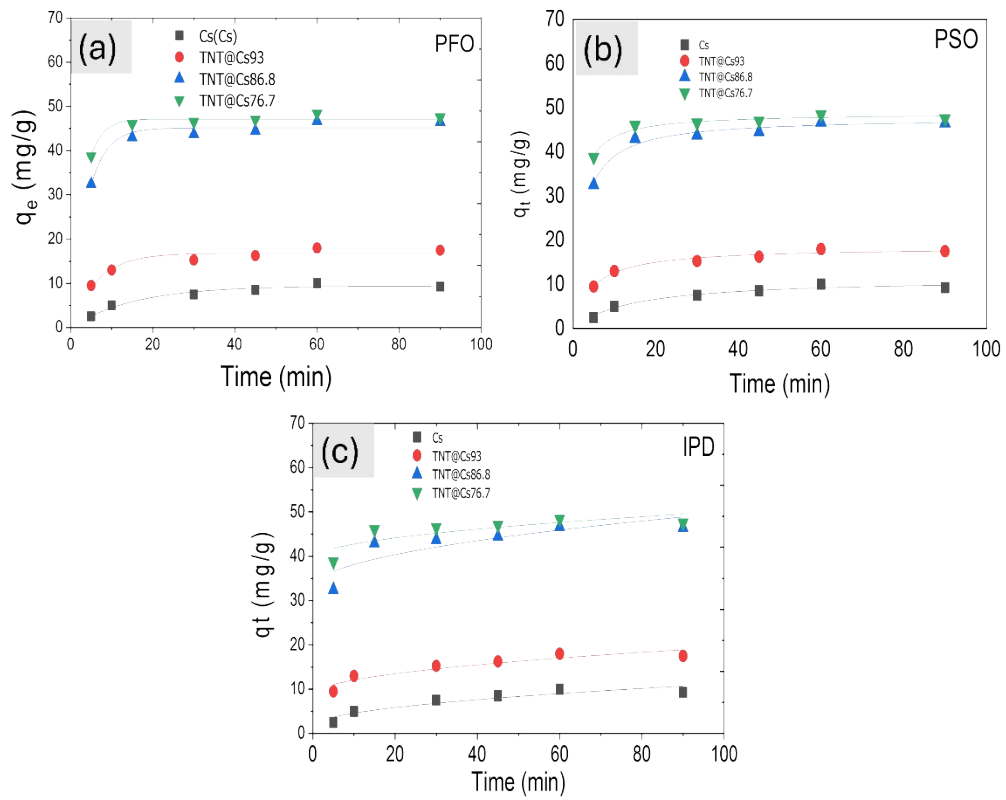 (a)
PFO
Cs(Cs)
TNT@Cs93
TNT@Cs86.8
TNT@Cs76.7
70
60
50
40
30
20
10
0
qe (mg/g)
0 20 40 60 80 100
Time (min)
(b)
PSO
Cs
TNT@Cs93
TNT@Cs86.8
TNT@Cs76.7
70
60
50
40
30
20
10
0
qt (mg/g)
0 20 40 60 80 100
Time (min)
(c)
IPD
Cs
TNT@Cs93
TNT@Cs86.8
TNT@Cs76.7
70
60
50
40
30
20
10
0
qt (mg/g)
0 20 40 60 80 100
Time (min)